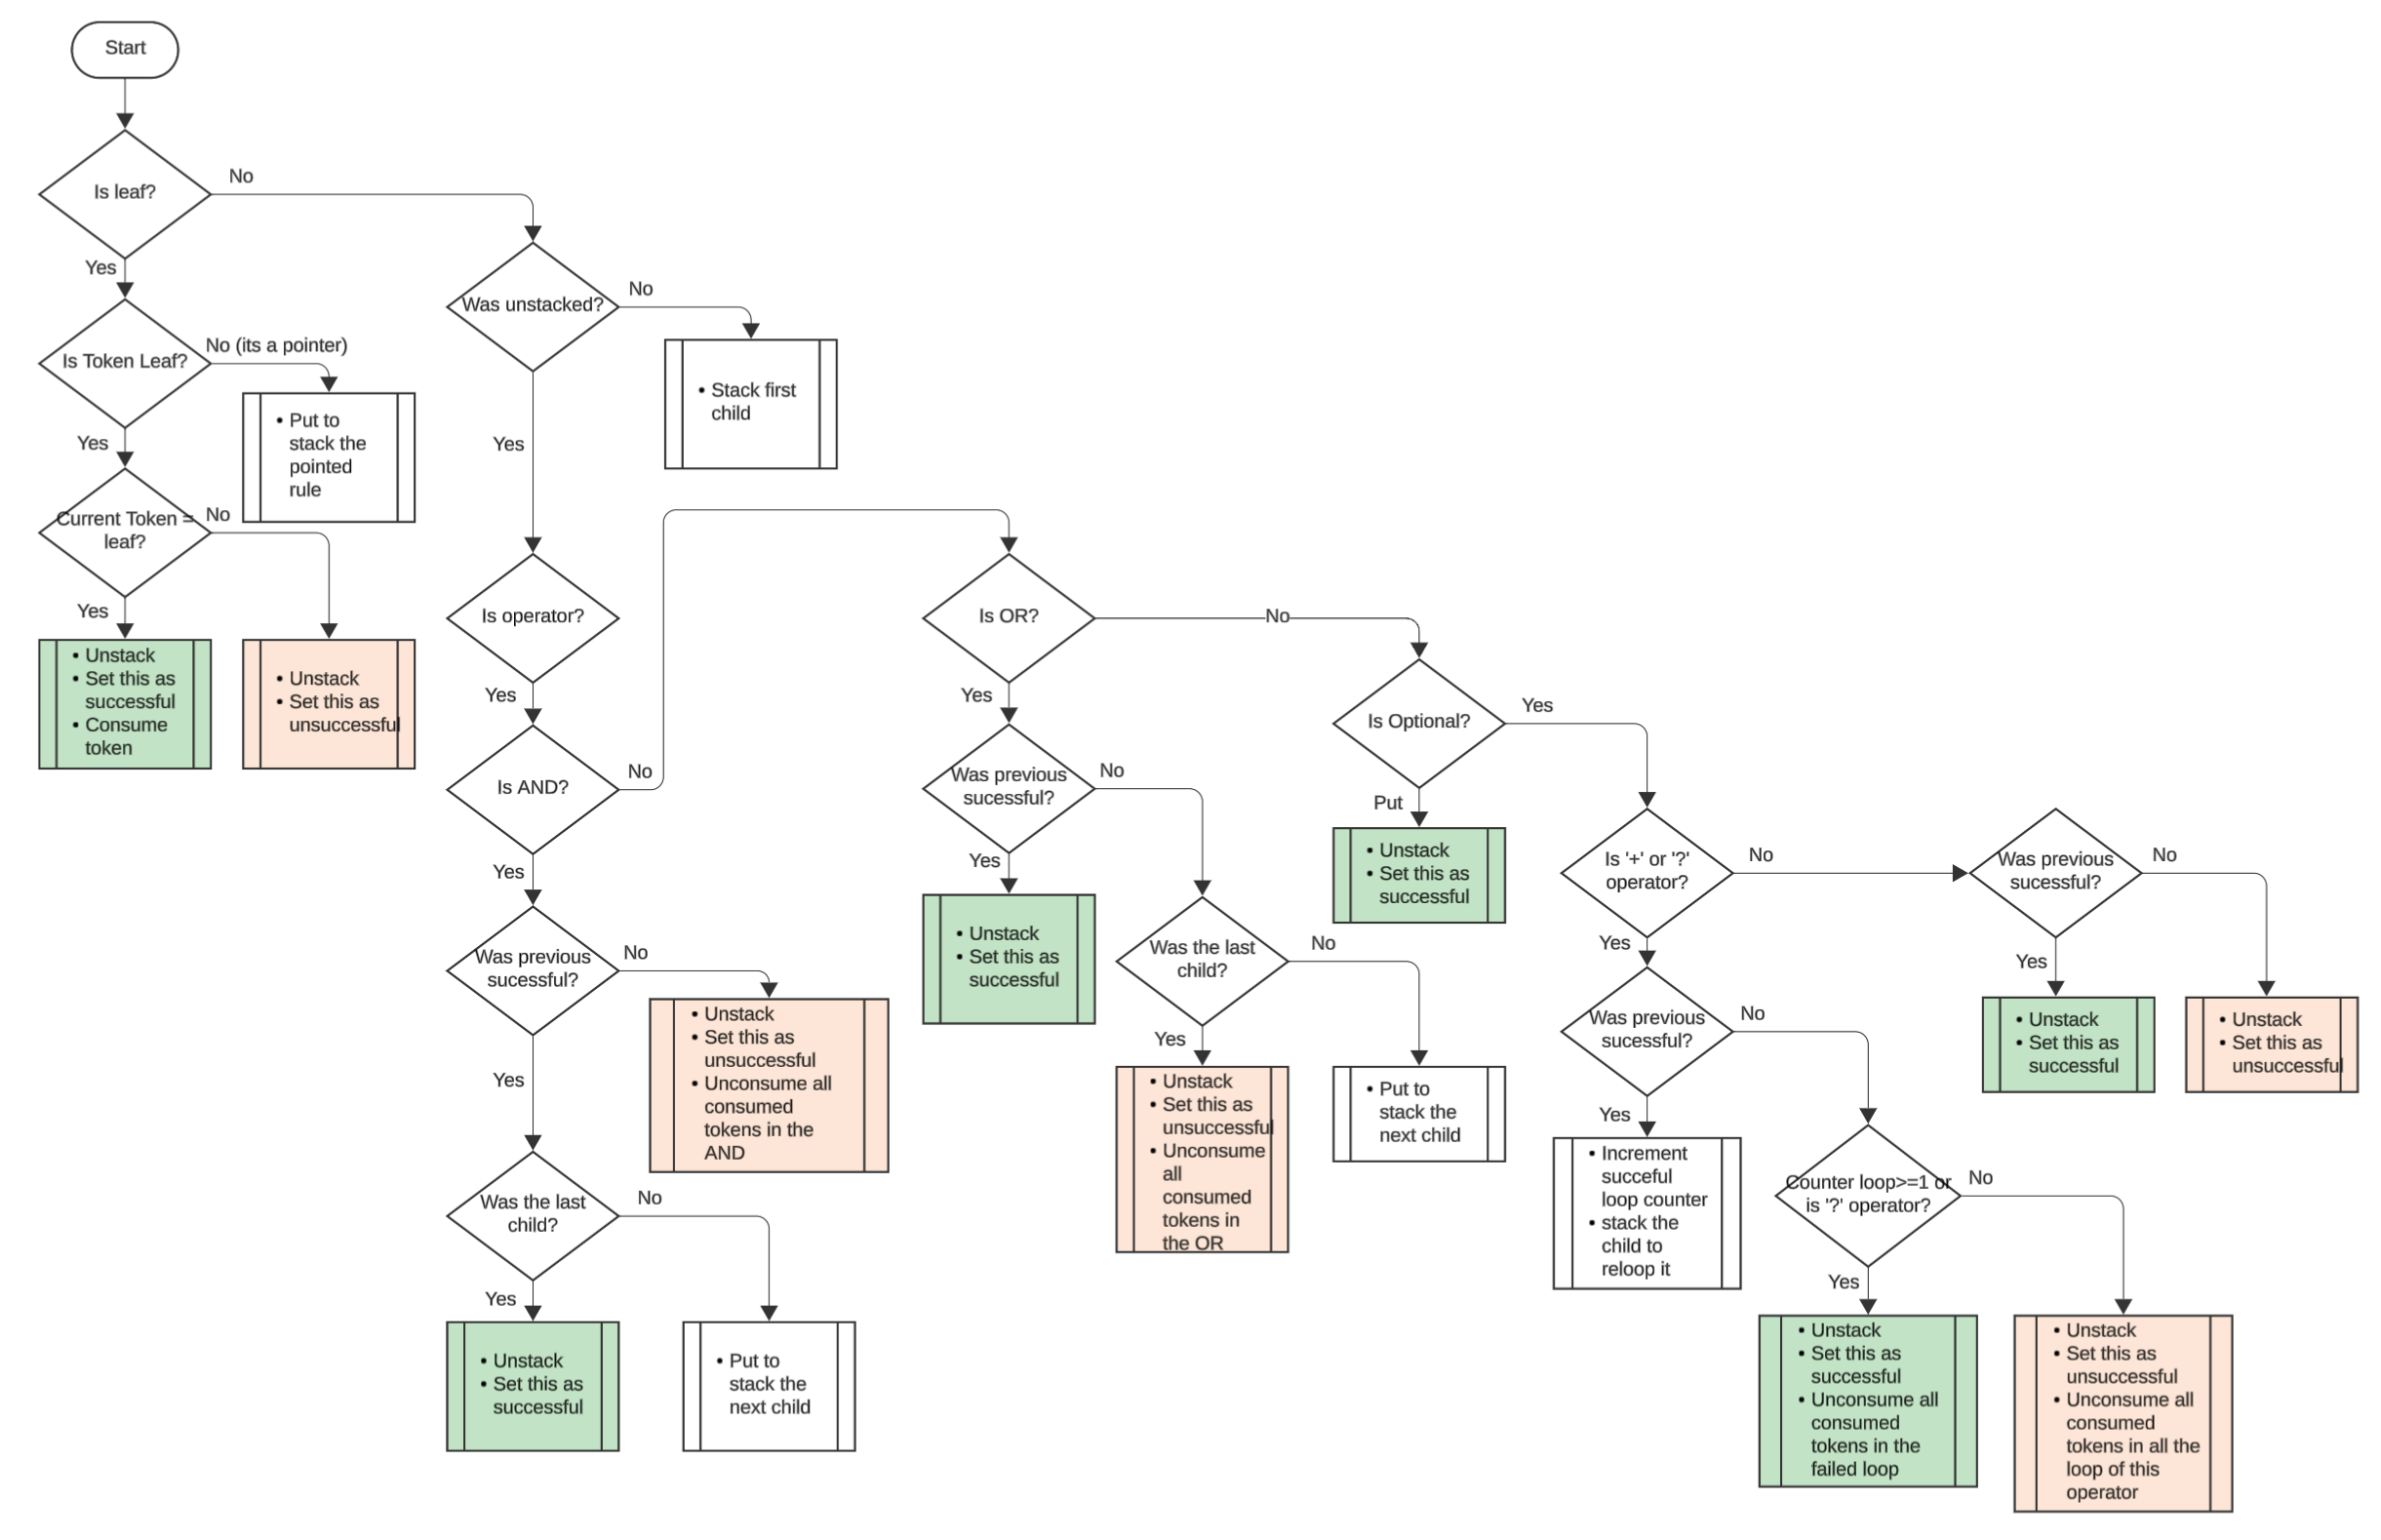 Start
Is leaf?
No
Yes
Was unstacked?
No
Is Token Leaf?
No (its a pointer)
Yes
• Put to
stack the
pointed
rule
• Stack first
child
Yes
Current Token =
leaf?
No
Yes
• Unstack
• Set this as
successful
• Consume
token
• Unstack
• Set this as
unsuccessful
Is operator?
Yes
Is AND?
No
Yes
Was previous
sucessful?
No
• Unstack
• Set this as
unsuccessful
• Unconsume all
consumed
tokens in the
AND
Yes
Was the last
child?
No
Yes
• Unstack
• Set this as
successful
• Put to
stack the
next child
Is OR?
No
Yes
Was previous
sucessful?
No
Yes
• Unstack
• Set this as
successful
Was the last
child?
No
Yes
• Unstack
• Set this as
unsuccessful
• Unconsume
all
consumed
tokens in
the OR
• Put to
stack the
next child
Is Optional?
Yes
Put
• Unstack
• Set this as
successful
Is '+' or '?'
operator?
No
Yes
Was previous
sucessful?
No
Yes
• Unstack
• Set this as
successful
• Unstack
• Set this as
unsuccessful
Was previous
sucessful?
No
Yes
• Increment
succeful
loop counter
• stack the
child to
reloop it
Counter loop>=1 or
is '?' operator?
No
Yes
• Unstack
• Set this as
successful
• Unconsume all
consumed
tokens in the
failed loop
• Unstack
• Set this as
unsuccessful
• Unconsume all
consumed
tokens in all the
loop of this
operator